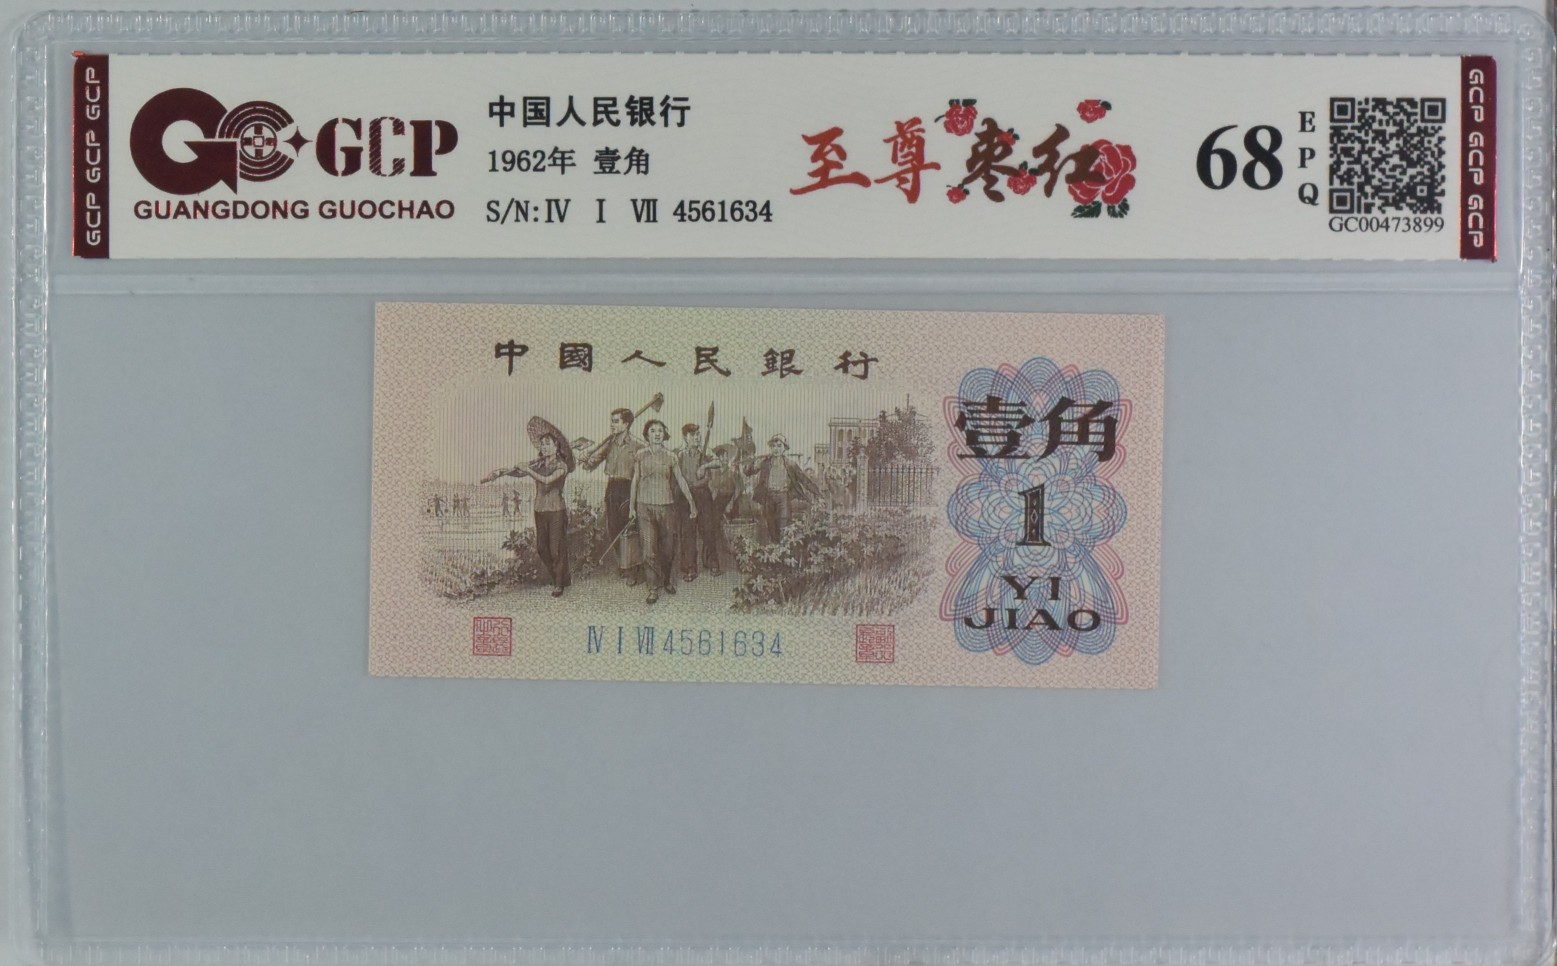 GCP GCP GCP
GCP
GUANGDONG GUOCHAO
中国人民银行
1962年 壹角
S/N:Ⅳ Ⅰ Ⅶ 4561634
至尊枣红
68
EPQ
GC00473899
GCP GCP GCP
中國人民銀行
壹角
1
YI
JIAO
Ⅳ Ⅰ Ⅶ 4561634